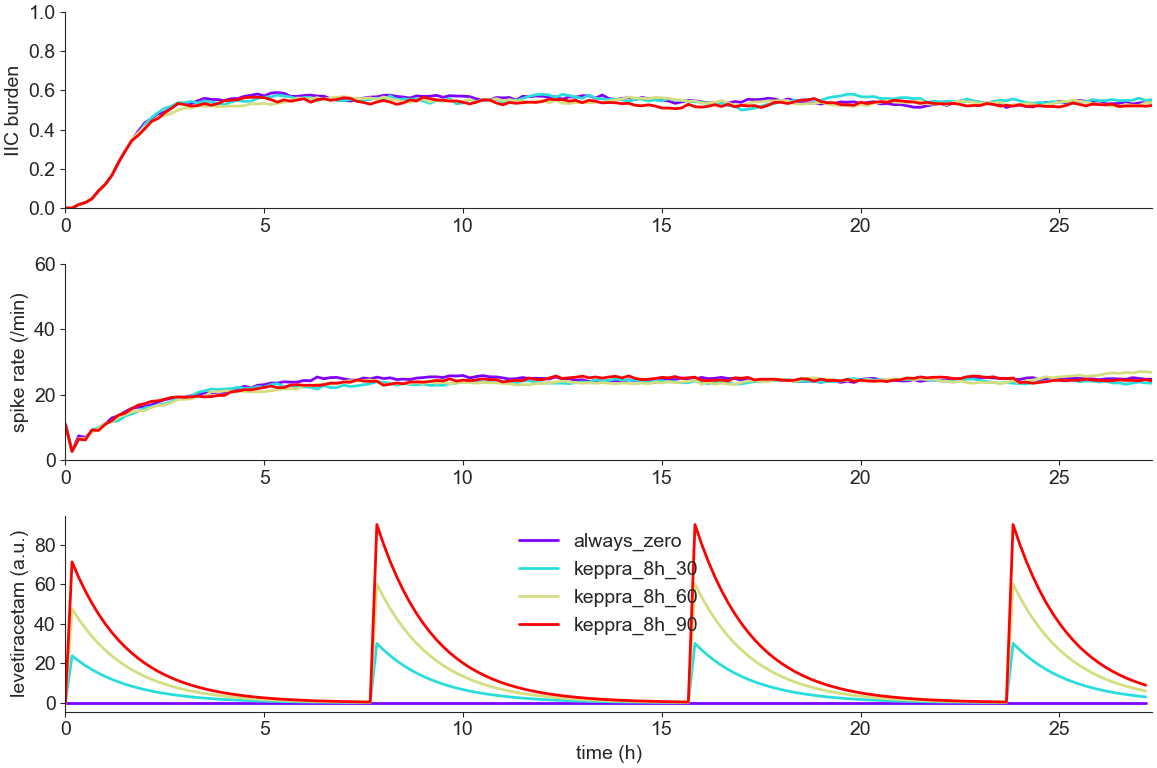 1.0
0.8
0.6
0.4
0.2
0.0
IIC burden
0 5 10 15 20 25
60
40
20
0
spike rate (/min)
0 5 10 15 20 25
80
60
40
20
0
levetiracetam (a.u.)
always_zero
keppra_8h_30
keppra_8h_60
keppra_8h_90
0 5 10 15 20 25
time (h)